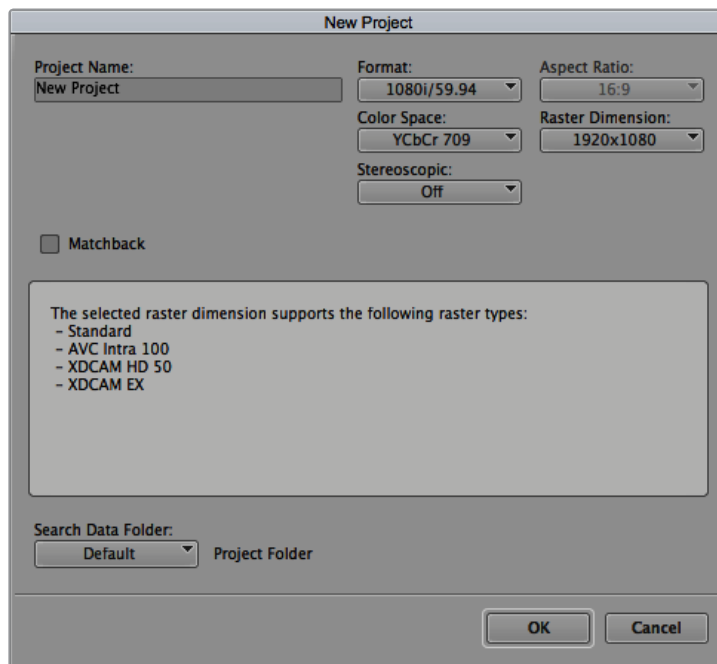 New Project
Project Name:
New Project
Format:
1080i/59.94
Aspect Ratio:
16:9
Color Space:
YCbCr 709
Raster Dimension:
1920x1080
Stereoscopic:
Off
Matchback
The selected raster dimension supports the following raster types:
– Standard
– AVC Intra 100
– XDCAM HD 50
– XDCAM EX
Search Data Folder:
Default
Project Folder
OK
Cancel